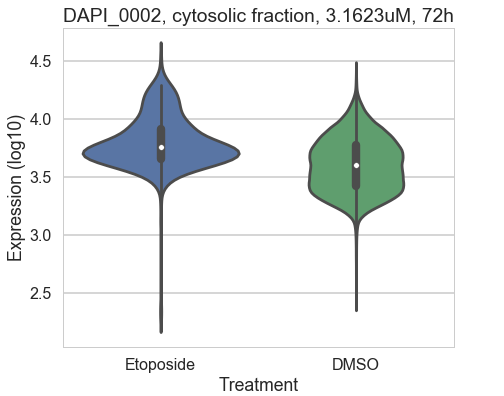 DAPI_0002, cytosolic fraction, 3.1623uM, 72h
Expression (log10)
4.5
4.0
3.5
3.0
2.5
Etoposide
DMSO
Treatment